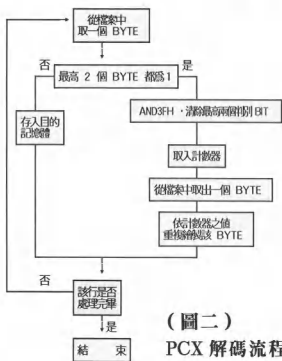 從檔案中
取一個 BYTE
否
是
最高 2 個 BYTE 都為 1
存入目的
記憶體
AND3FH,清除最高兩個判別 BIT
取入計數器
從檔案中取出一個 BYTE
依計數器之值
重複該 BYTE
否
該行是否
處理完畢
是
結 束
(圖二)
PCX 解碼流程